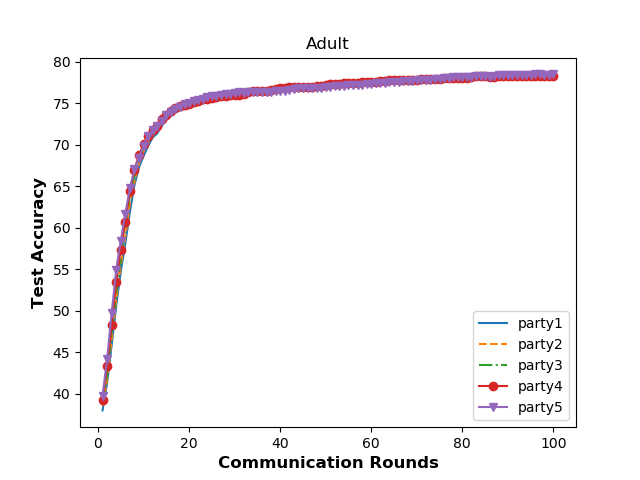 Adult
80
75
70
65
60
55
50
45
40
Test Accuracy
party1
party2
party3
party4
party5
0 20 40 60 80 100
Communication Rounds